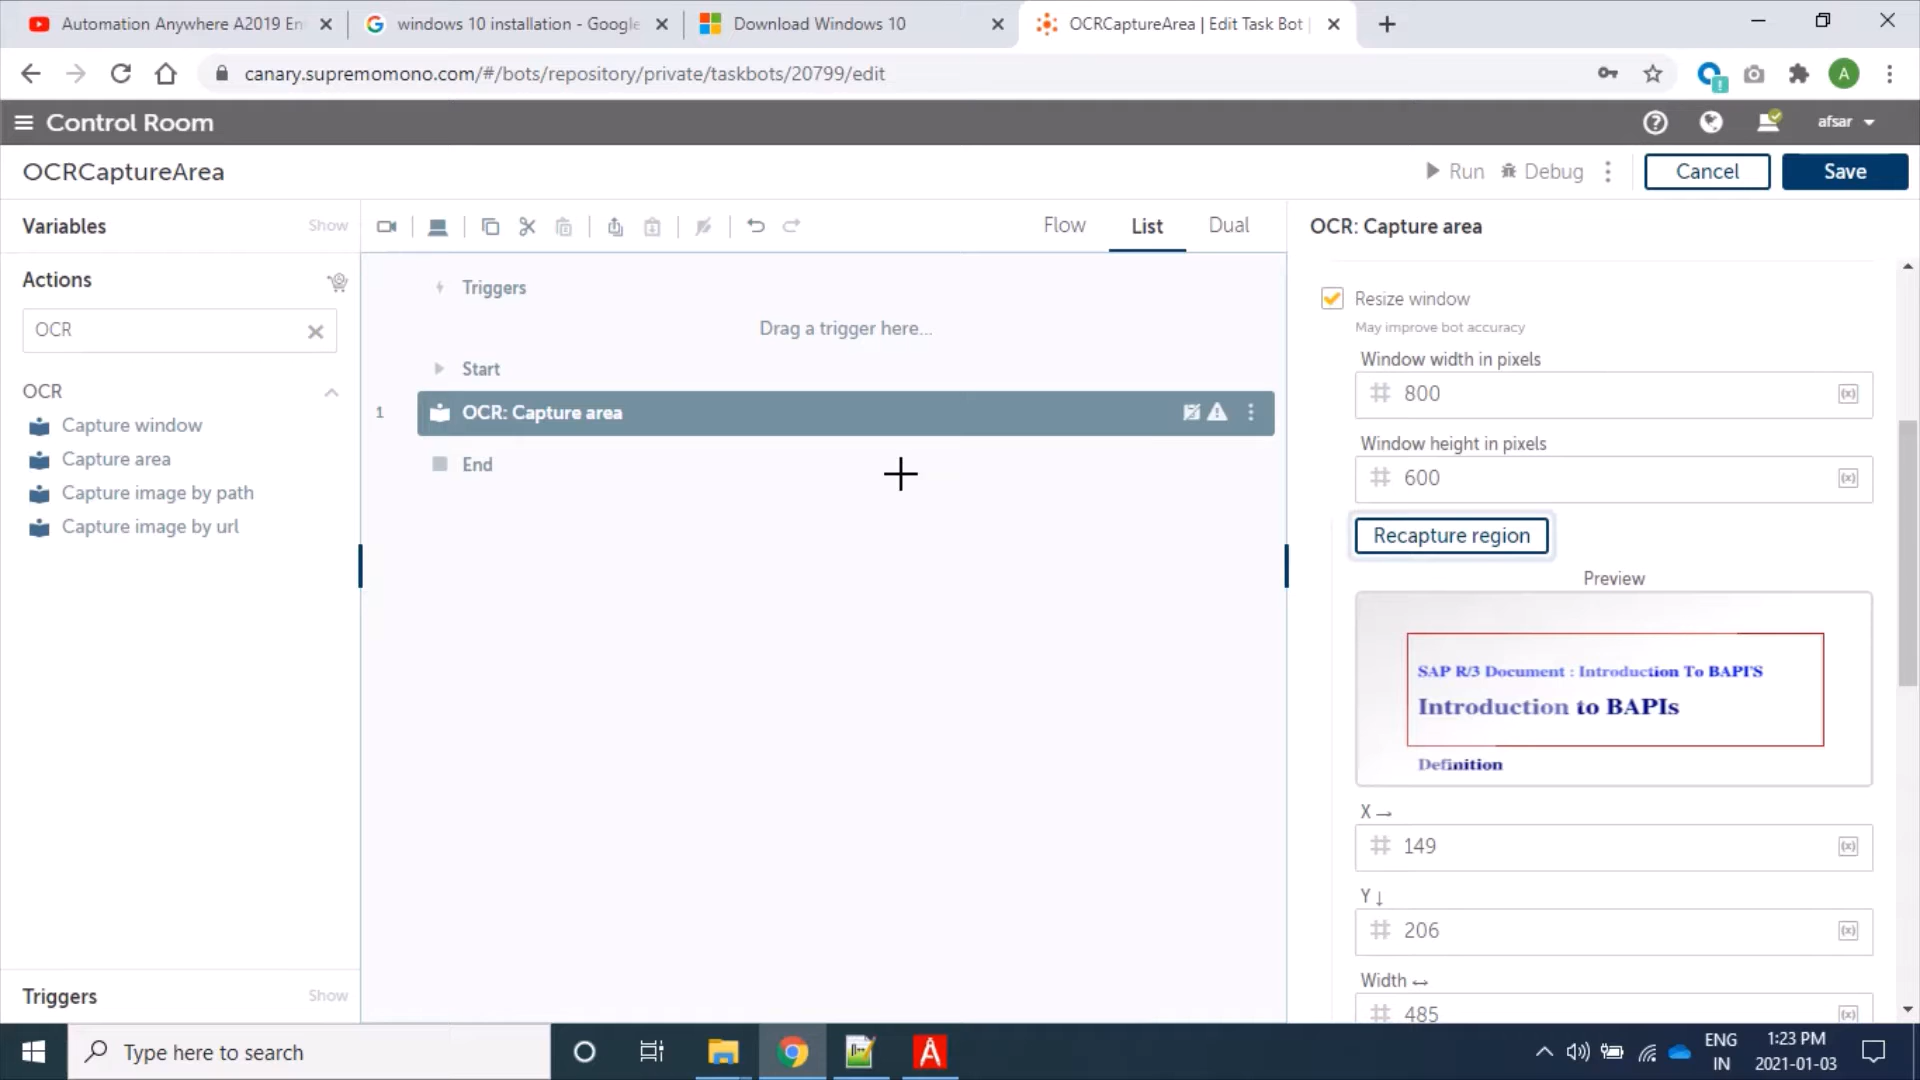 Automation Anywhere A2019 En
windows 10 installation - Google
Download Windows 10
OCRCaptureArea | Edit Task Bot |
canary.supremomono.com/#/bots/repository/private/taskbots/20799/edit
A
Control Room
afsar
OCRCaptureArea
Run
Debug
Cancel
Save
Variables
Show
Flow
List
Dual
OCR: Capture area
Actions
OCR
OCR
Capture window
Capture area
Capture image by path
Capture image by url
Triggers
Show
Triggers
Drag a trigger here...
Start
1
OCR: Capture area
End
Resize window
May improve bot accuracy
Window width in pixels
800
(x)
Window height in pixels
600
(x)
Recapture region
Preview
SAP R/3 Document : Introduction To BAPI'S
Introduction to BAPIs
Definition
X →
149
(x)
Y ↓
206
(x)
Width ↔
485
(x)
Type here to search
ENG
IN
1:23 PM
2021-01-03